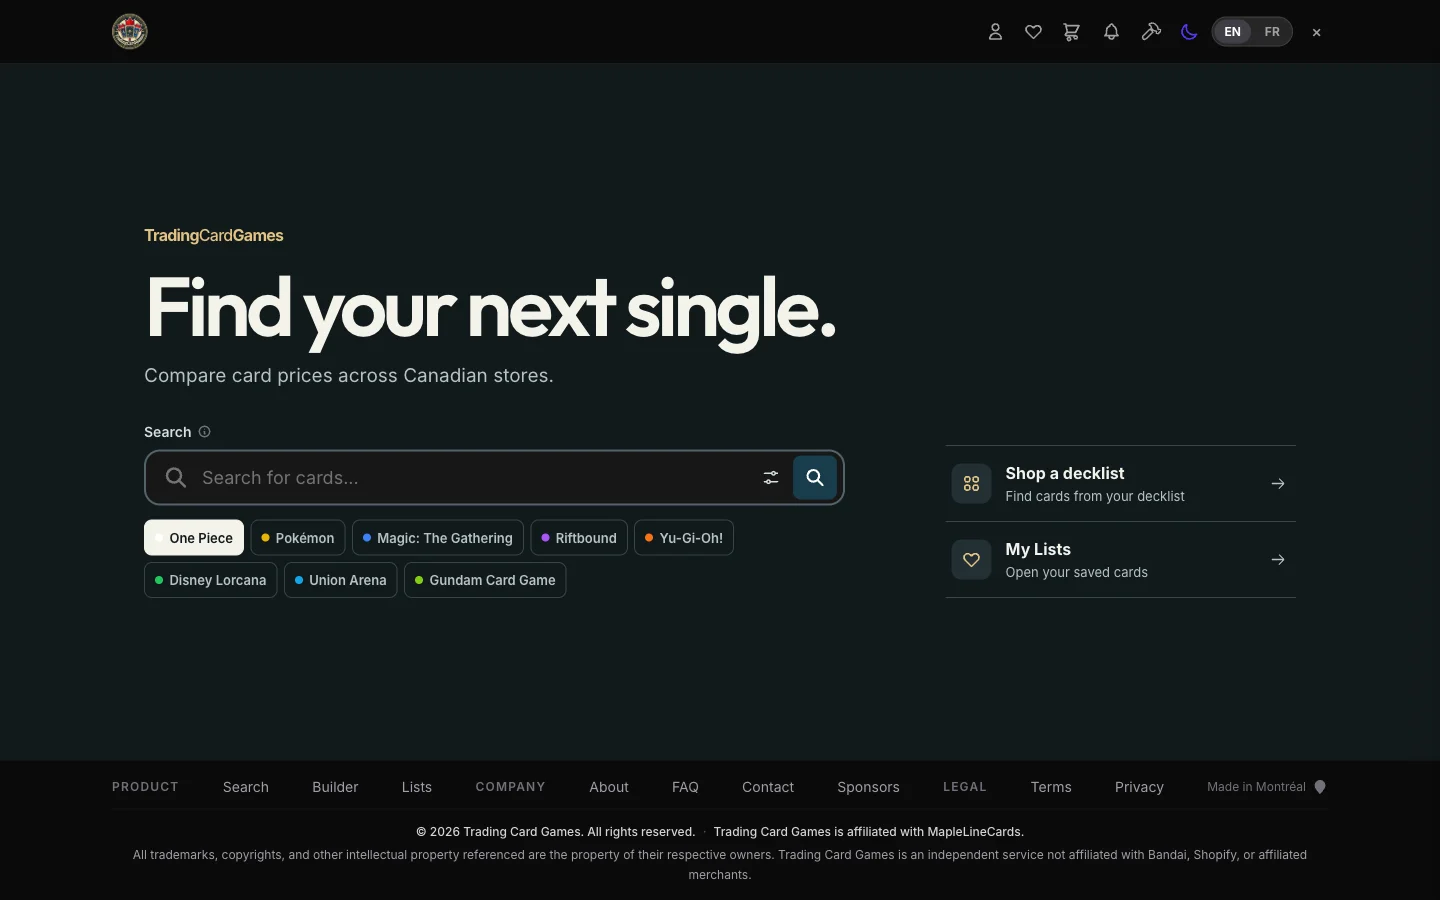 EN FR ×
TradingCardGames
Find your next single.
Compare card prices across Canadian stores.
Search
Search for cards...
One Piece
Pokémon
Magic: The Gathering
Riftbound
Yu-Gi-Oh!
Disney Lorcana
Union Arena
Gundam Card Game
Shop a decklist
Find cards from your decklist
My Lists
Open your saved cards
PRODUCT Search Builder Lists COMPANY About FAQ Contact Sponsors LEGAL Terms Privacy Made in Montréal
© 2026 Trading Card Games. All rights reserved. · Trading Card Games is affiliated with MapleLineCards.
All trademarks, copyrights, and other intellectual property referenced are the property of their respective owners. Trading Card Games is an independent service not affiliated with Bandai, Shopify, or affiliated
merchants.